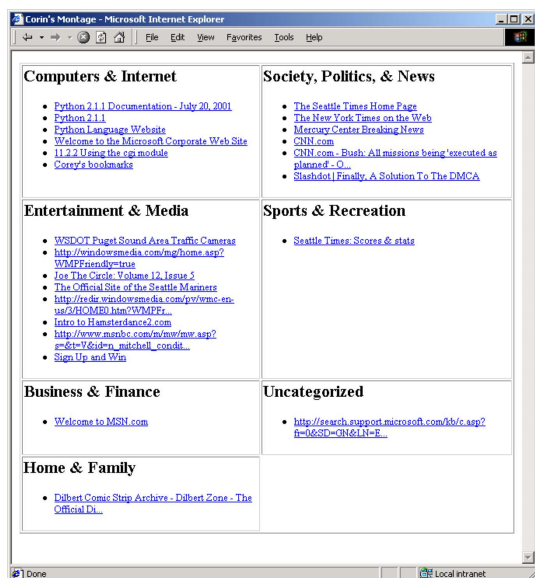 Corin's Montage - Microsoft Internet Explorer
File Edit View Favorites Tools Help
Computers & Internet
Python 2.1.1 Documentation - July 20, 2001
Python 2.1.1
Python Language Website
Welcome to the Microsoft Corporate Web Site
11.2.2 Using the cgi module
Corey's bookmarks
Society, Politics, & News
The Seattle Times Home Page
The New York Times on the Web
Mercury Center Breaking News
CNN.com
CNN.com - Bush: All missions being 'executed as
planned' - O...
Slashdot | Finally, A Solution To The DMCA
Entertainment & Media
WSDOT Puget Sound Area Traffic Cameras
http://windowsmedia.com/mg/home.asp?
WMPFriendly=true
Joe The Circle: Volume 12, Issue 5
The Official Site of the Seattle Mariners
http://redir.windowsmedia.com/pv/wmc-en-
us/3/HOME0.htm?WMPFr...
Intro to Hamsterdance2.com
http://www.msnbc.com/m/mw/mw.asp?
s=&t=V&id=n_mitchell_condit...
Sign Up and Win
Sports & Recreation
Seattle Times: Scores & stats
Business & Finance
Welcome to MSN.com
Uncategorized
http://search.support.microsoft.com/kb/c.asp?
fr=0&SD=GN&LN=E...
Home & Family
Dilbert Comic Strip Archive - Dilbert Zone - The
Official Di...
Done
Local intranet